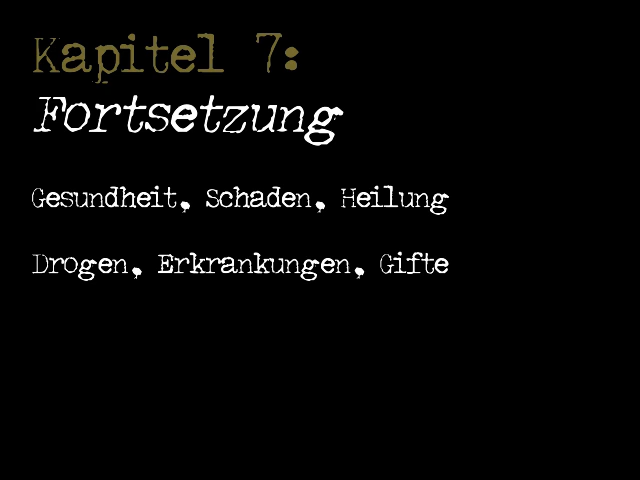 Kapitel 7:
Fortsetzung
Gesundheit, Schaden, Heilung
Drogen, Erkrankungen, Gifte